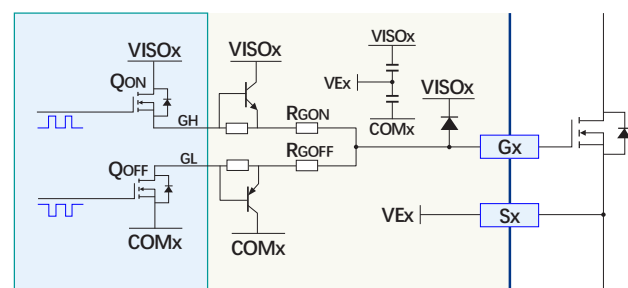 VISOx
QON
GH
VISOx
RGON
VISOx
VEx
COMx
VISOx
Gx
QOFF
GL
RGOFF
COMx
COMx
VEx
Sx